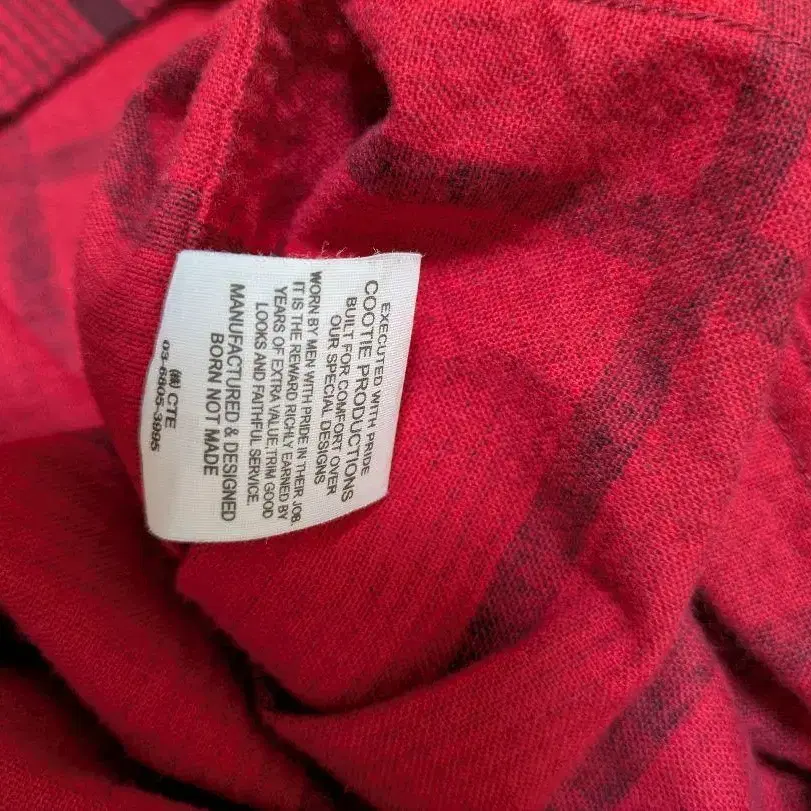 EXECUTED WITH PRIDE
COOTIE PRODUCTIONS
BUILT FOR COMFORT OVER
OUR SPECIAL DESIGNS
WORN BY MEN WITH PRIDE IN THEIR JOB.
IT IS THE REWARD RICHLY EARNED BY
YEARS OF EXTRA VALUE,TRIM GOOD
LOOKS AND FAITHFUL SERVICE.
MANUFACTURED & DESIGNED
BORN NOT MADE
㈱ CTE
03-6805-3995